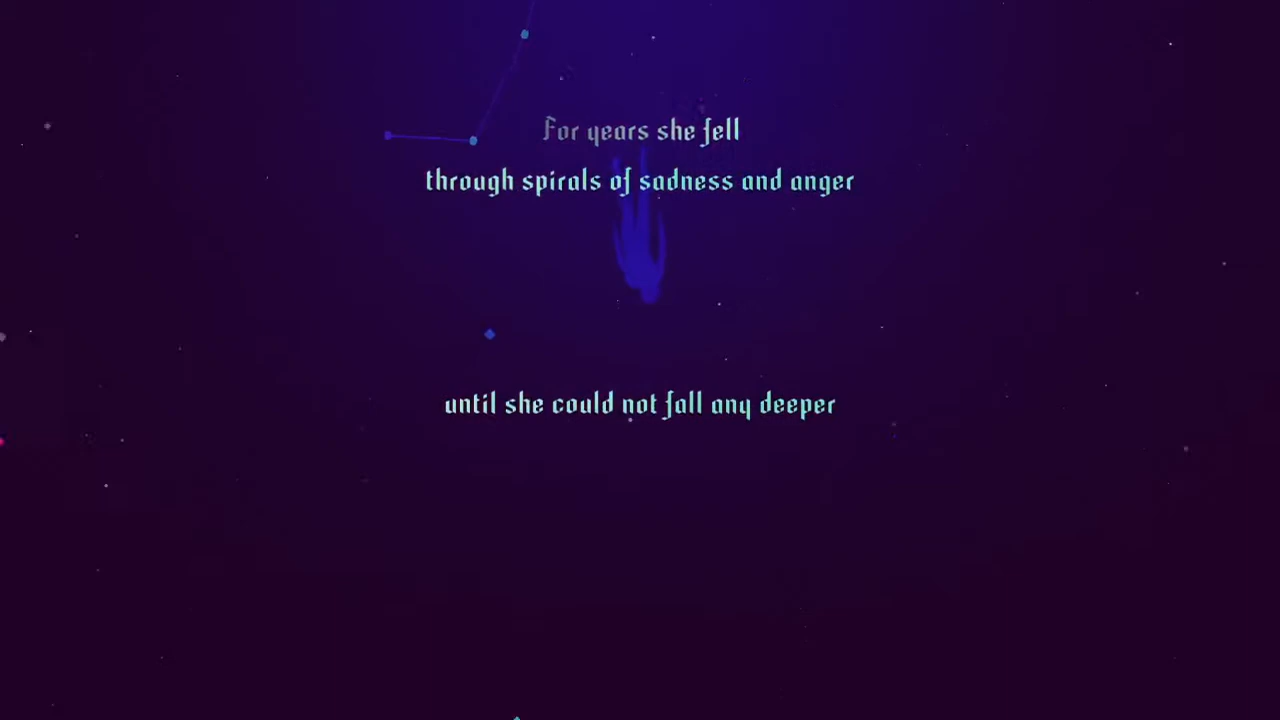 For years she fell
through spirals of sadness and anger
until she could not fall any deeper